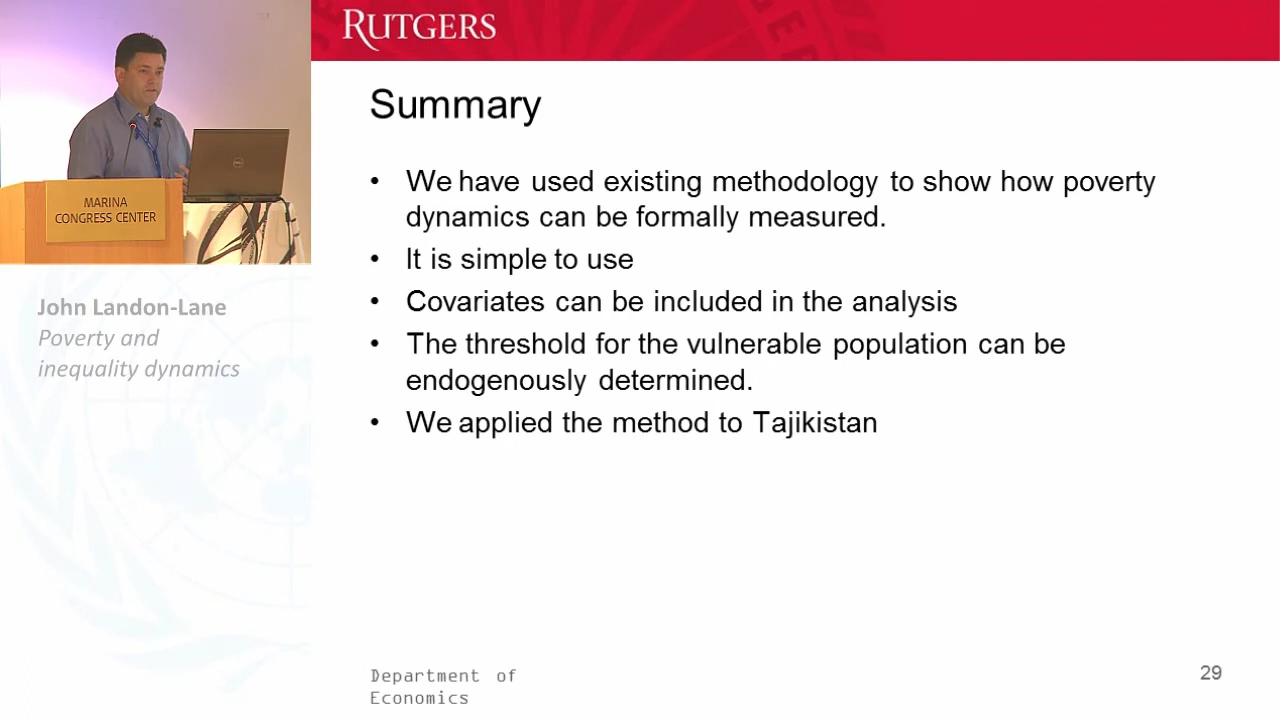 RUTGERS
Summary
• We have used existing methodology to show how poverty
dynamics can be formally measured.
• It is simple to use
• Covariates can be included in the analysis
• The threshold for the vulnerable population can be
endogenously determined.
• We applied the method to Tajikistan
MARINA
CONGRESS CENTER
John Landon-Lane
Poverty and
inequality dynamics
Department of
Economics
29